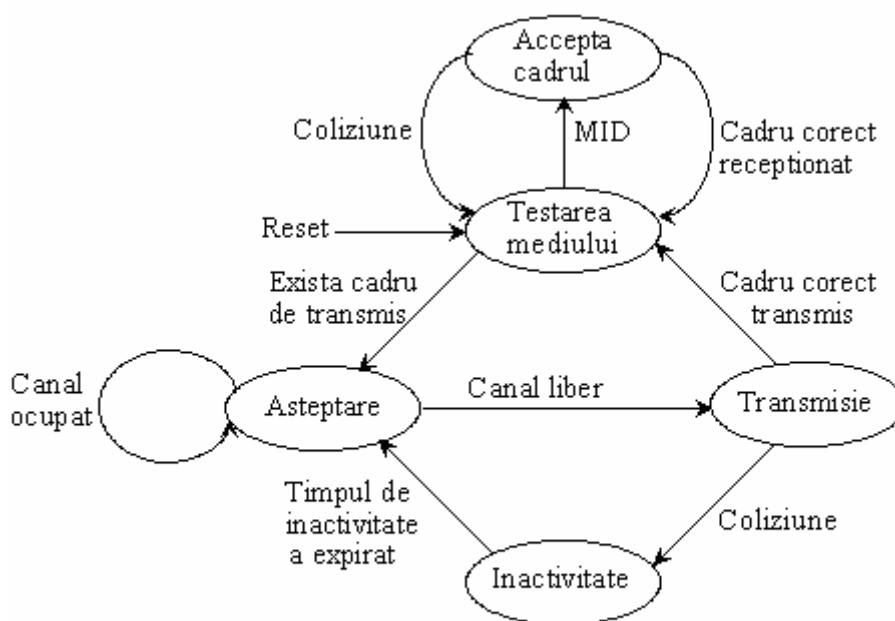 Accepta
cadrul
Coliziune
MID
Cadru corect
receptionat
Reset
Testarea
mediului
Exista cadru
de transmis
Cadru corect
transmis
Canal
ocupat
Asteptare
Canal liber
Transmisie
Timpul de
inactivitate
a expirat
Coliziune
Inactivitate